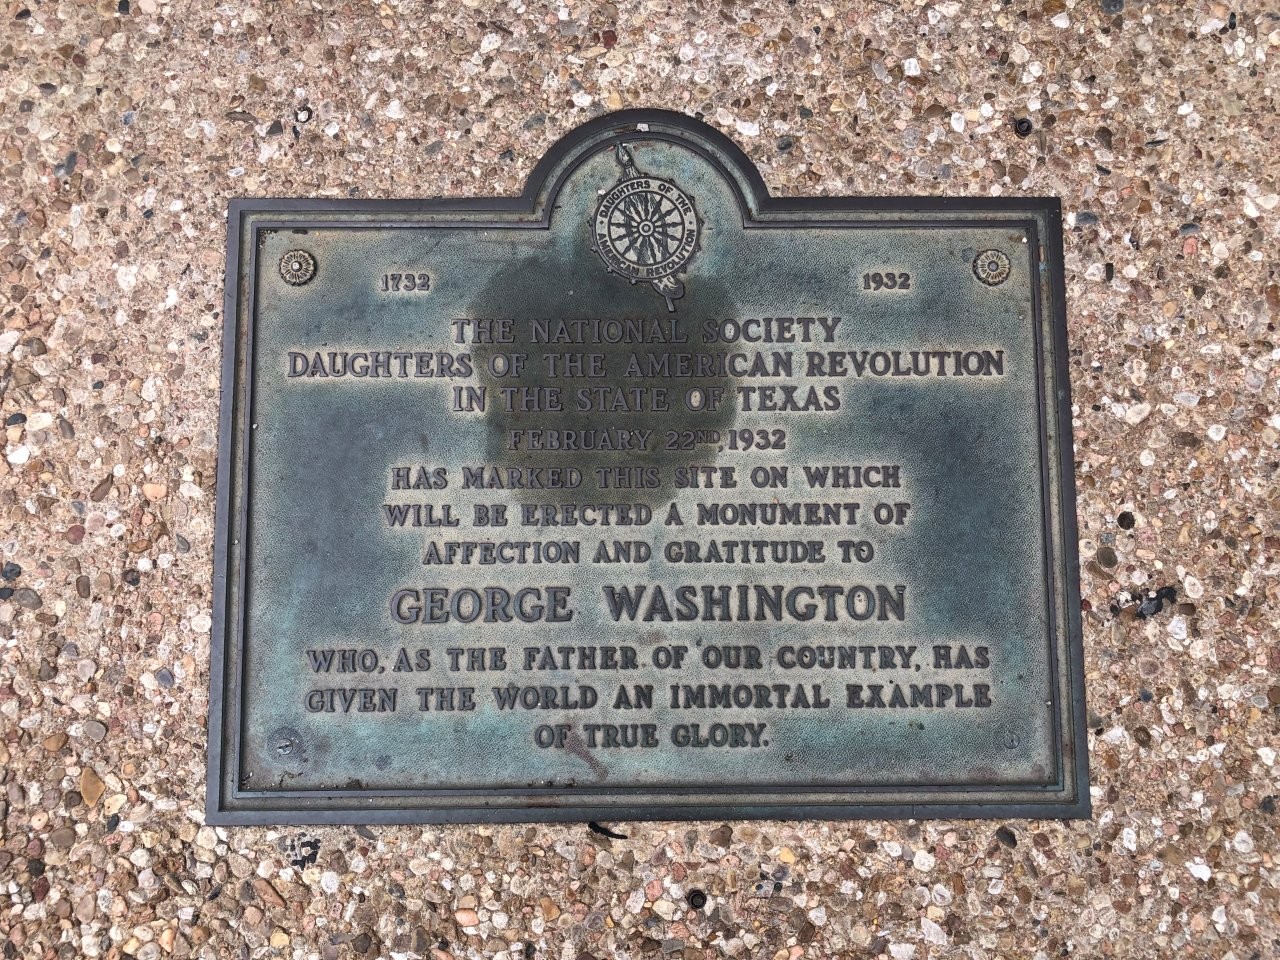 DAUGHTERS OF THE
AMERICAN REVOLUTION
1732 1932
THE NATIONAL SOCIETY
DAUGHTERS OF THE AMERICAN REVOLUTION
IN THE STATE OF TEXAS
FEBRUARY 22ND, 1932
HAS MARKED THIS SITE ON WHICH
WILL BE ERECTED A MONUMENT OF
AFFECTION AND GRATITUDE TO
GEORGE WASHINGTON
WHO, AS THE FATHER OF OUR COUNTRY, HAS
GIVEN THE WORLD AN IMMORTAL EXAMPLE
OF TRUE GLORY.